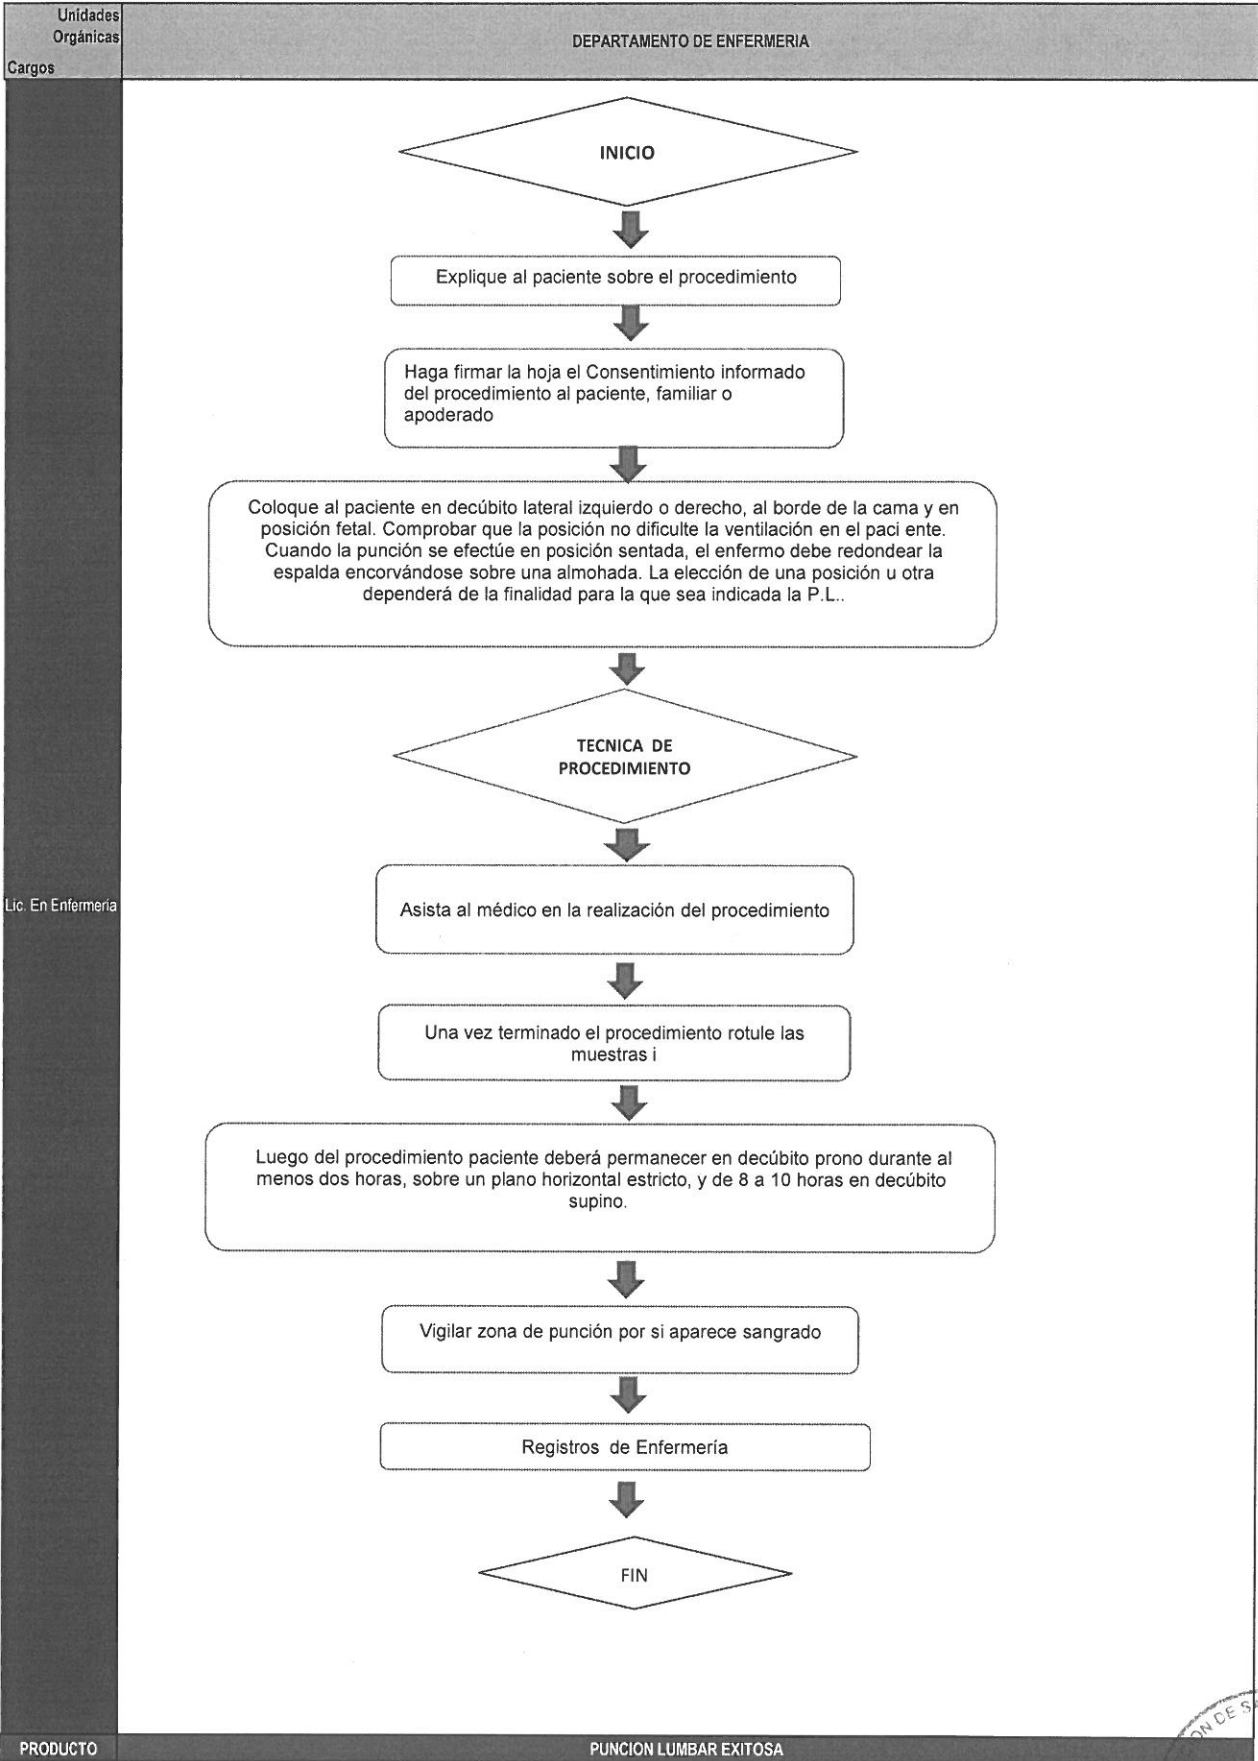 Unidades
Orgánicas
Cargos
DEPARTAMENTO DE ENFERMERIA
INICIO
Explique al paciente sobre el procedimiento
Haga firmar la hoja el Consentimiento informado
del procedimiento al paciente, familiar o
apoderado
Coloque al paciente en decúbito lateral izquierdo o derecho, al borde de la cama y en
posición fetal. Comprobar que la posición no dificulte la ventilación en el paci ente.
Cuando la punción se efectúe en posición sentada, el enfermo debe redondear la
espalda encorvándose sobre una almohada. La elección de una posición u otra
dependerá de la finalidad para la que sea indicada la P.L..
TECNICA DE
PROCEDIMIENTO
Lic. En Enfermería
Asista al médico en la realización del procedimiento
Una vez terminado el procedimiento rotule las
muestras i
Luego del procedimiento paciente deberá permanecer en decúbito prono durante al
menos dos horas, sobre un plano horizontal estricto, y de 8 a 10 horas en decúbito
supino.
Vigilar zona de punción por si aparece sangrado
Registros de Enfermería
FIN
DE
PRODUCTO
PUNCION LUMBAR EXITOSA